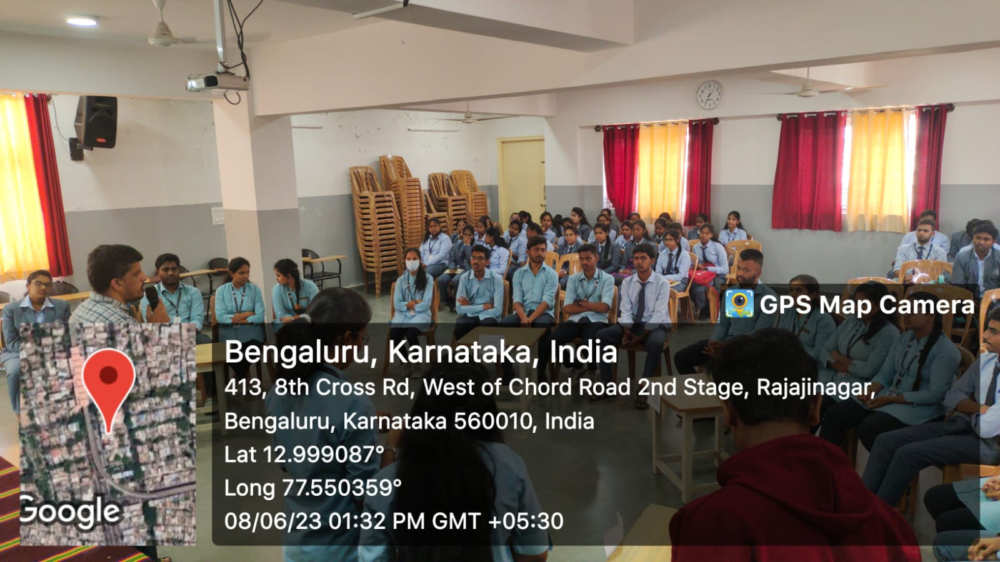 GPS Map Camera
Bengaluru, Karnataka, India
413, 8th Cross Rd, West of Chord Road 2nd Stage, Rajajinagar,
Bengaluru, Karnataka 560010, India
Lat 12.999087°
Long 77.550359°
08/06/23 01:32 PM GMT +05:30
Google